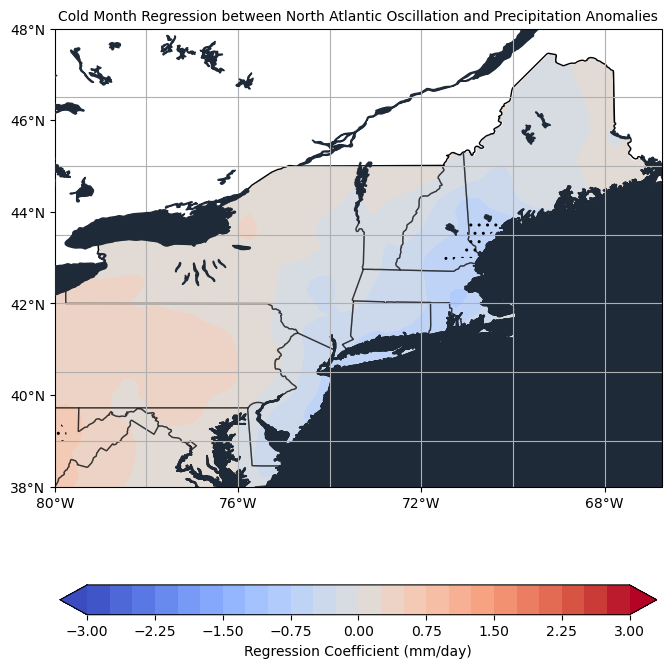 Cold Month Regression between North Atlantic Oscillation and Precipitation Anomalies
48°N
46°N
44°N
42°N
40°N
38°N
80°W 76°W 72°W 68°W
−3.00 −2.25 −1.50 −0.75 0.00 0.75 1.50 2.25 3.00
Regression Coefficient (mm/day)